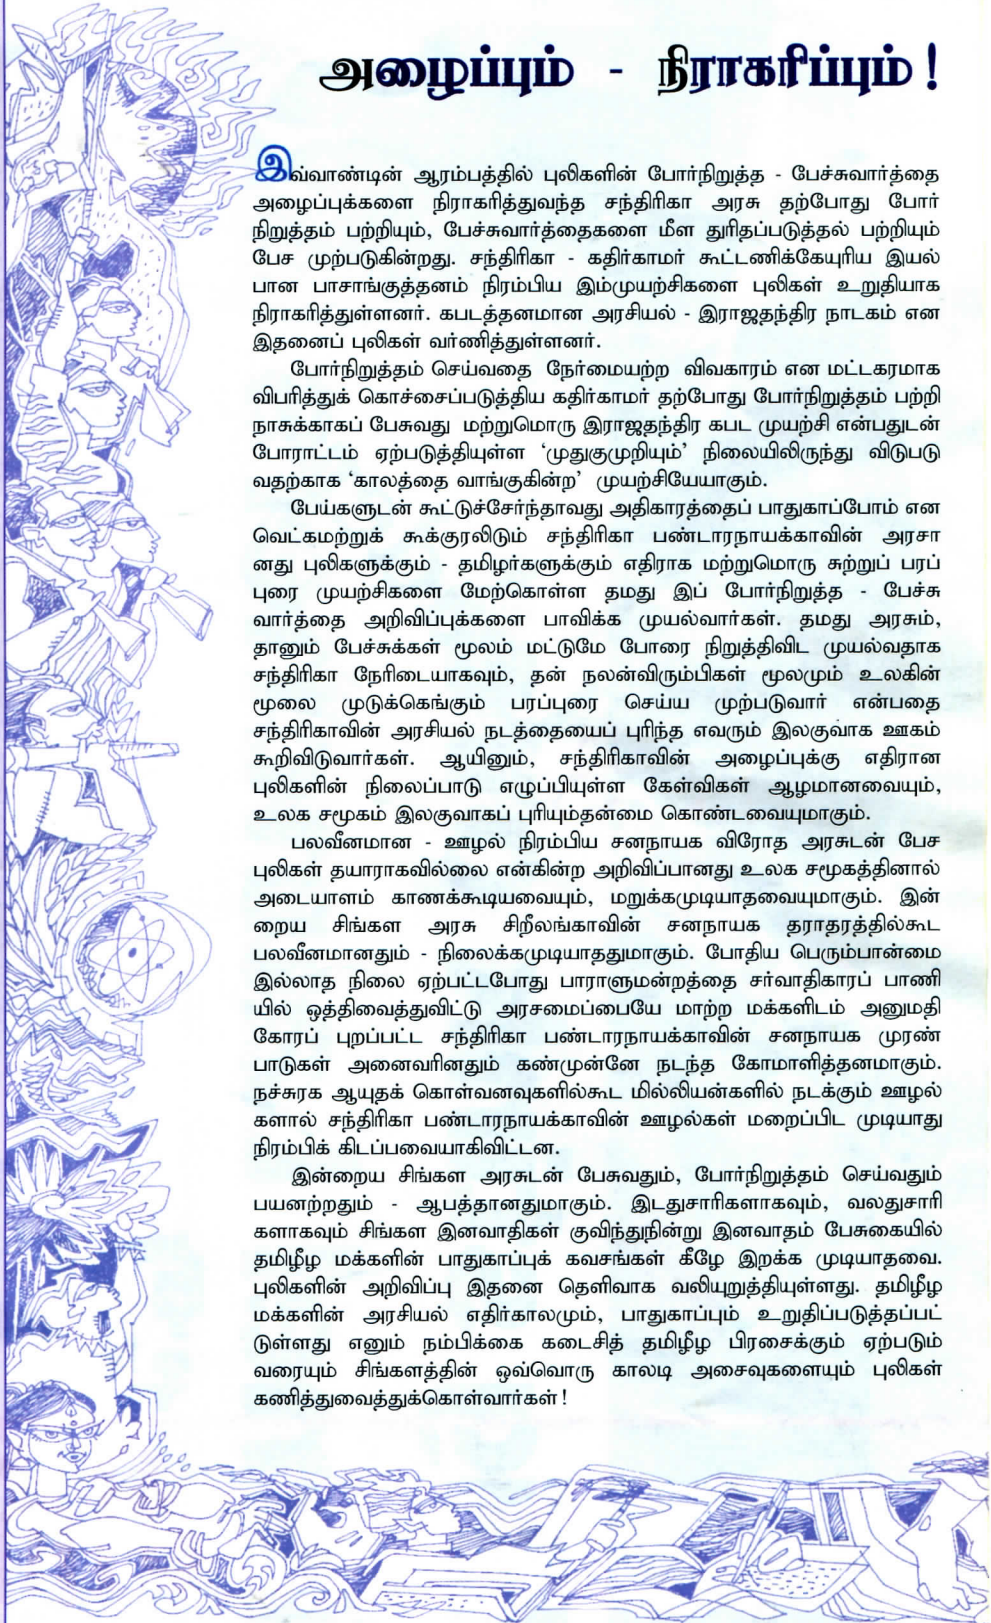 அழைப்பும் - நிராகரிப்பும் !
இவ்வாண்டின் ஆரம்பத்தில் புலிகளின் போர்நிறுத்த - பேச்சுவார்த்தை
அழைப்புக்களை நிராகரித்துவந்த சந்திரிகா அரசு தற்போது போர்
நிறுத்தம் பற்றியும், பேச்சுவார்த்தைகளை மீள துரிதப்படுத்தல் பற்றியும்
பேச முற்படுகின்றது. சந்திரிகா - கதிர்காமர் கூட்டணிக்கேயுரிய இயல்
பான பாசாங்குத்தனம் நிரம்பிய இம்முயற்சிகளை புலிகள் உறுதியாக
நிராகரித்துள்ளனர். கபடத்தனமான அரசியல் - இராஜதந்திர நாடகம் என
இதனைப் புலிகள் வர்ணித்துள்ளனர்.
போர்நிறுத்தம் செய்வதை நேர்மையற்ற விவகாரம் என மட்டகரமாக
விபரித்துக் கொச்சைப்படுத்திய கதிர்காமர் தற்போது போர்நிறுத்தம் பற்றி
நாசுக்காகப் பேசுவது மற்றுமொரு இராஜதந்திர கபட முயற்சி என்பதுடன்
போராட்டம் ஏற்படுத்தியுள்ள ‘முதுகுமுறியும்’ நிலையிலிருந்து விடுபடு
வதற்காக ‘காலத்தை வாங்குகின்ற’ முயற்சியேயாகும்.
பேய்களுடன் கூட்டுச்சேர்ந்தாவது அதிகாரத்தைப் பாதுகாப்போம் என
வெட்கமற்றுக் கூக்குரலிடும் சந்திரிகா பண்டாரநாயக்காவின் அரசா
னது புலிகளுக்கும் - தமிழர்களுக்கும் எதிராக மற்றுமொரு சுற்றுப் பரப்
புரை முயற்சிகளை மேற்கொள்ள தமது இப் போர்நிறுத்த - பேச்சு
வார்த்தை அறிவிப்புக்களை பாவிக்க முயல்வார்கள். தமது அரசும்,
தானும் பேச்சுக்கள் மூலம் மட்டுமே போரை நிறுத்திவிட முயல்வதாக
சந்திரிகா நேரிடையாகவும், தன் நலன்விரும்பிகள் மூலமும் உலகின்
மூலை முடுக்கெங்கும் பரப்புரை செய்ய முற்படுவார் என்பதை
சந்திரிகாவின் அரசியல் நடத்தையைப் புரிந்த எவரும் இலகுவாக ஊகம்
கூறிவிடுவார்கள். ஆயினும், சந்திரிகாவின் அழைப்புக்கு எதிரான
புலிகளின் நிலைப்பாடு எழுப்பியுள்ள கேள்விகள் ஆழமானவையும்,
உலக சமூகம் இலகுவாகப் புரியும்தன்மை கொண்டவையுமாகும்.
பலவீனமான - ஊழல் நிரம்பிய சனநாயக விரோத அரசுடன் பேச
புலிகள் தயாராகவில்லை என்கின்ற அறிவிப்பானது உலக சமூகத்தினால்
அடையாளம் காணக்கூடியவையும், மறுக்கமுடியாதவையுமாகும். இன்
றைய சிங்கள அரசு சிறீலங்காவின் சனநாயக தராதரத்தில்கூட
பலவீனமானதும் - நிலைக்கமுடியாததுமாகும். போதிய பெரும்பான்மை
இல்லாத நிலை ஏற்பட்டபோது பாராளுமன்றத்தை சர்வாதிகாரப் பாணி
யில் ஒத்திவைத்துவிட்டு அரசமைப்பையே மாற்ற மக்களிடம் அனுமதி
கோரப் புறப்பட்ட சந்திரிகா பண்டாரநாயக்காவின் சனநாயக முரண்
பாடுகள் அனைவரினதும் கண்முன்னே நடந்த கோமாளித்தனமாகும்.
நச்சுரக ஆயுதக் கொள்வனவுகளில்கூட மில்லியன்களில் நடக்கும் ஊழல்
களால் சந்திரிகா பண்டாரநாயக்காவின் ஊழல்கள் மறைப்பிட முடியாது
நிரம்பிக் கிடப்பவையாகிவிட்டன.
இன்றைய சிங்கள அரசுடன் பேசுவதும், போர்நிறுத்தம் செய்வதும்
பயனற்றதும் - ஆபத்தானதுமாகும். இடதுசாரிகளாகவும், வலதுசாரி
களாகவும் சிங்கள இனவாதிகள் குவிந்துநின்று இனவாதம் பேசுகையில்
தமிழீழ மக்களின் பாதுகாப்புக் கவசங்கள் கீழே இறக்க முடியாதவை.
புலிகளின் அறிவிப்பு இதனை தெளிவாக வலியுறுத்தியுள்ளது. தமிழீழ
மக்களின் அரசியல் எதிர்காலமும், பாதுகாப்பும் உறுதிப்படுத்தப்பட்
டுள்ளது எனும் நம்பிக்கை கடைசித் தமிழீழ பிரசைக்கும் ஏற்படும்
வரையும் சிங்களத்தின் ஒவ்வொரு காலடி அசைவுகளையும் புலிகள்
கணித்துவைத்துக்கொள்வார்கள் !